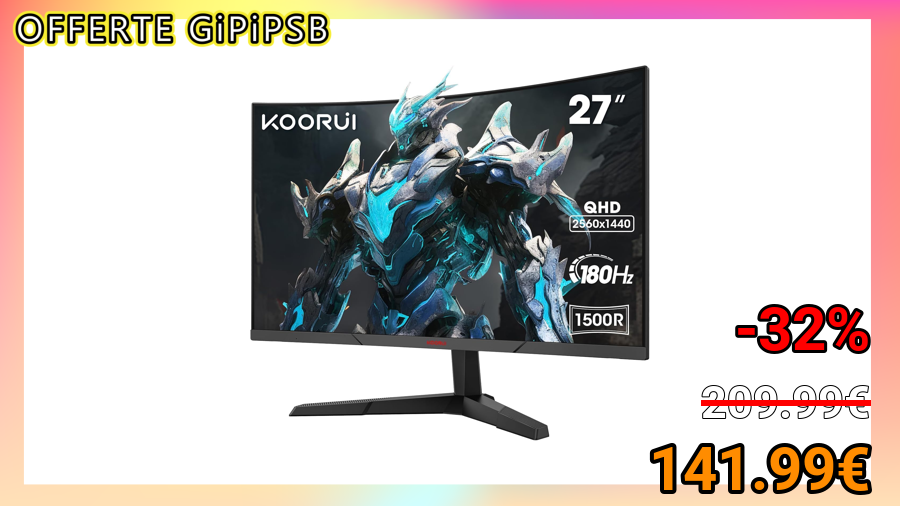 OFFERTE GiPiPSB
KOORUI
27"
QHD
2560x1440
180Hz
1500R
-32%
209.99€
141.99€